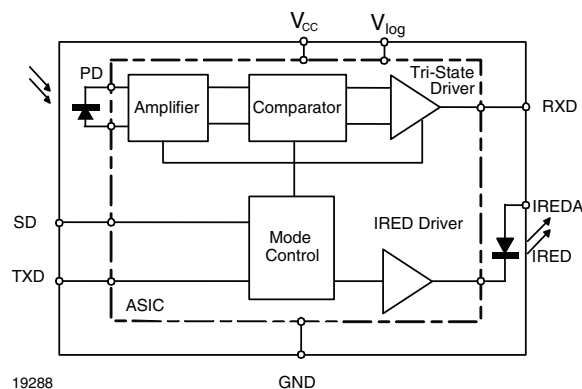 VCC
Vlog
PD
Tri-State
Driver
Amplifier
Comparator
RXD
IREDA
SD
IRED Driver
Mode
Control
IRED
TXD
ASIC
19288
GND